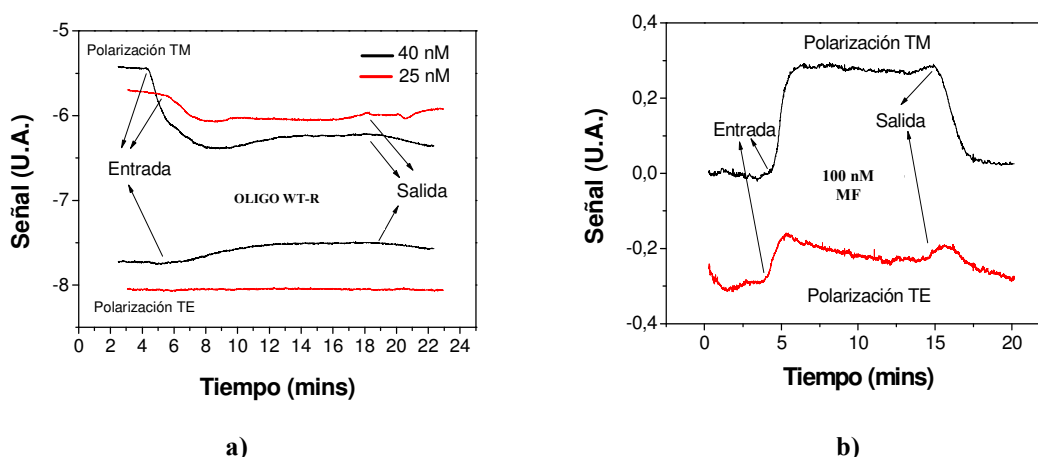 -5
-6
-7
-8
Señal (U.A.)
Polarización TM
40 nM
25 nM
Entrada
Salida
OLIGO WT-R
Polarización TE
0 2 4 6 8 10 12 14 16 18 20 22 24
Tiempo (mins)
a)
0,4
0,2
0,0
-0,2
-0,4
Señal (U.A.)
Polarización TM
Entrada
Salida
100 nM
MF
Polarización TE
0 5 10 15 20
Tiempo (mins)
b)